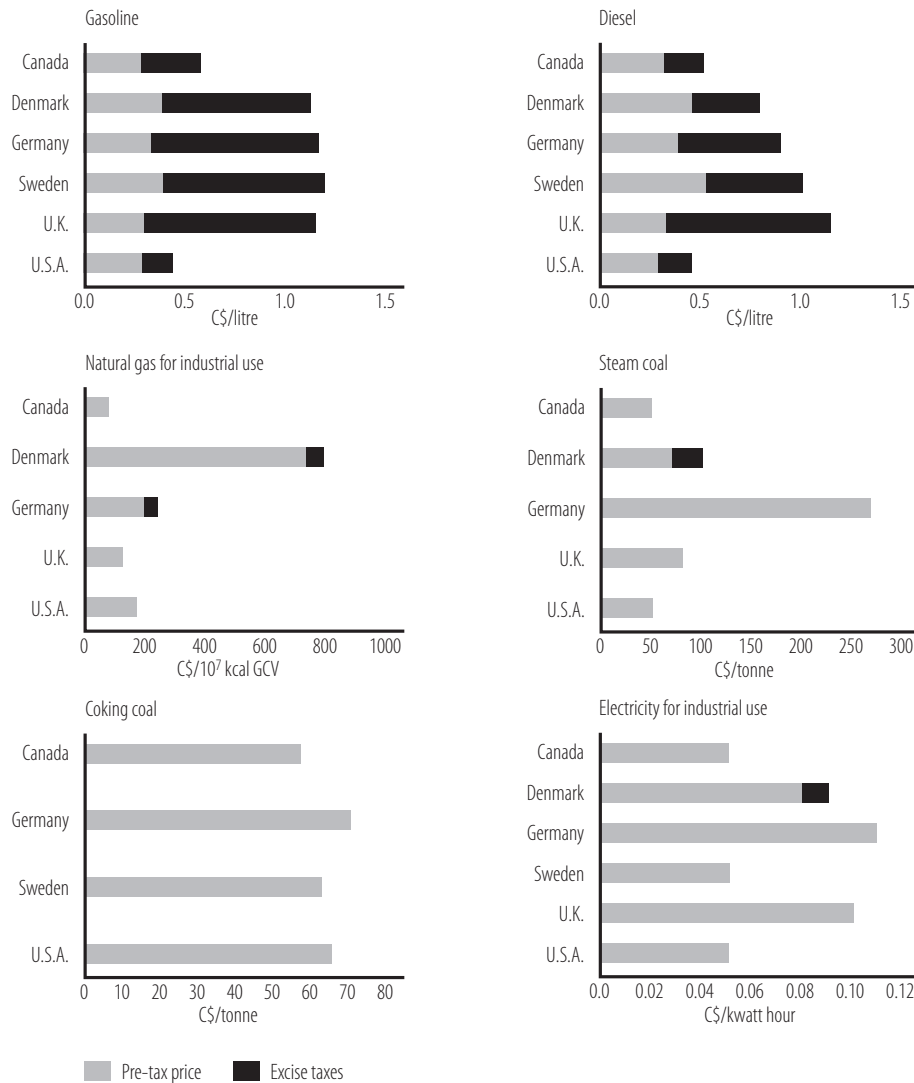 Gasoline
Canada
Denmark
Germany
Sweden
U.K.
U.S.A.
0.0 0.5 1.0 1.5
C$/litre
Diesel
Canada
Denmark
Germany
Sweden
U.K.
U.S.A.
0.0 0.5 1.0 1.5
C$/litre
Natural gas for industrial use
Canada
Denmark
Germany
U.K.
U.S.A.
0 200 400 600 800 1000
C$/10⁷ kcal GCV
Steam coal
Canada
Denmark
Germany
U.K.
U.S.A.
0 50 100 150 200 250 300
C$/tonne
Coking coal
Canada
Germany
Sweden
U.S.A.
0 10 20 30 40 50 60 70 80
C$/tonne
Electricity for industrial use
Canada
Denmark
Germany
Sweden
U.K.
U.S.A.
0.0 0.02 0.04 0.06 0.08 0.10 0.12
C$/kwatt hour
Pre-tax price Excise taxes